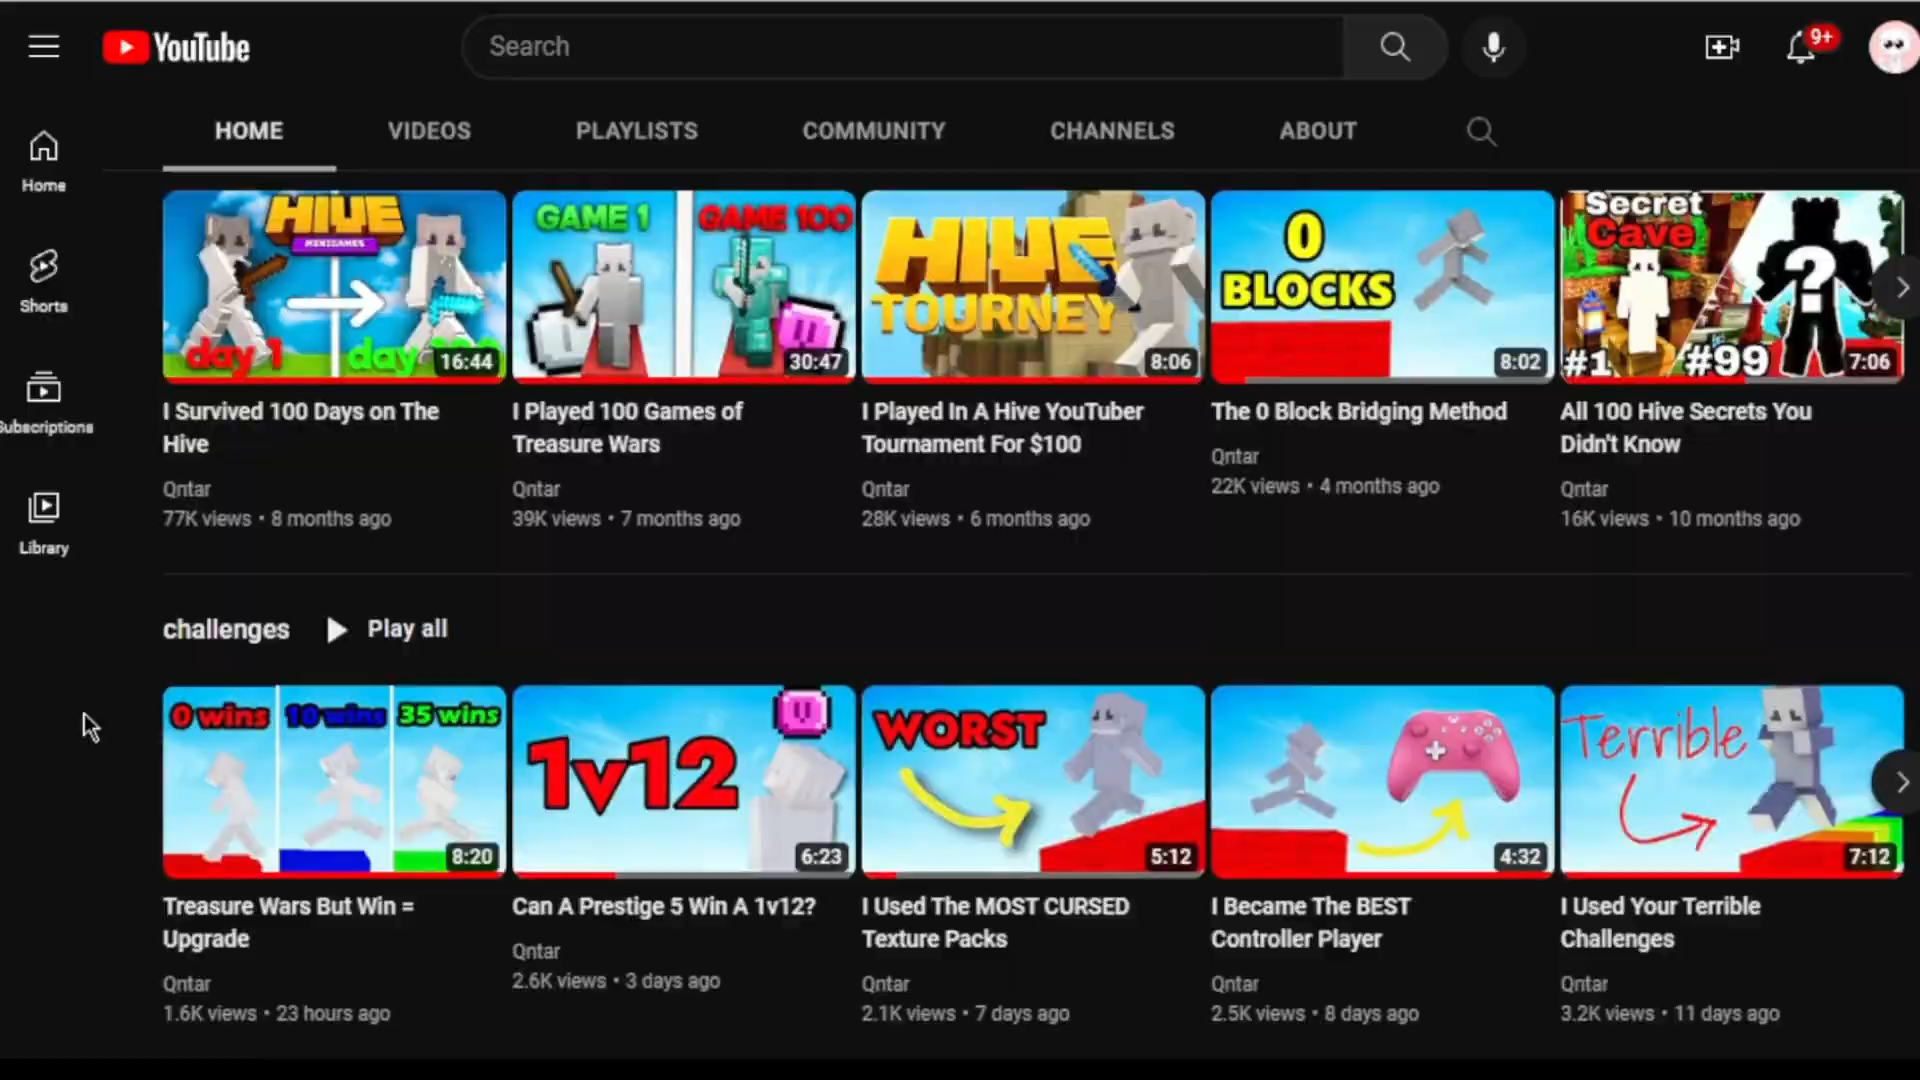 YouTube
Search
9+
HOME VIDEOS PLAYLISTS COMMUNITY CHANNELS ABOUT
Home
Shorts
Subscriptions
Library
HIVE
MINIGAMES
day 1
day
16:44
GAME 1
GAME 100
30:47
HIVE
TOURNEY
8:06
0
BLOCKS
8:02
Secret
Cave
?
#1
#99
7:06
I Survived 100 Days on The
Hive
Qntar
77K views • 8 months ago
I Played 100 Games of
Treasure Wars
Qntar
39K views • 7 months ago
I Played In A Hive YouTuber
Tournament For $100
Qntar
28K views • 6 months ago
The 0 Block Bridging Method
Qntar
22K views • 4 months ago
All 100 Hive Secrets You
Didn't Know
Qntar
16K views • 10 months ago
challenges Play all
0 wins 10 wins 35 wins
8:20
1v12
6:23
WORST
5:12
4:32
Terrible
7:12
Treasure Wars But Win =
Upgrade
Qntar
1.6K views • 23 hours ago
Can A Prestige 5 Win A 1v12?
Qntar
2.6K views • 3 days ago
I Used The MOST CURSED
Texture Packs
Qntar
2.1K views • 7 days ago
I Became The BEST
Controller Player
Qntar
2.5K views • 8 days ago
I Used Your Terrible
Challenges
Qntar
3.2K views • 11 days ago